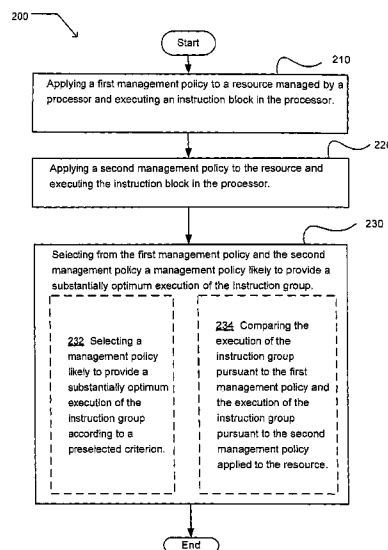 200
Start
210
Applying a first management policy to a resource managed by a
processor and executing an instruction block in the processor.
220
Applying a second management policy to the resource and
executing the instruction block in the processor.
230
Selecting from the first management policy and the second
management policy a management policy likely to provide a
substantially optimum execution of the instruction group.
232 Selecting a
management policy
likely to provide a
substantially optimum
execution of the
instruction group
according to a
preselected criterion.
234 Comparing the
execution of the
instruction group
pursuant to the first
management policy and
the execution of the
instruction group
pursuant to the second
management policy
applied to the resource.
End